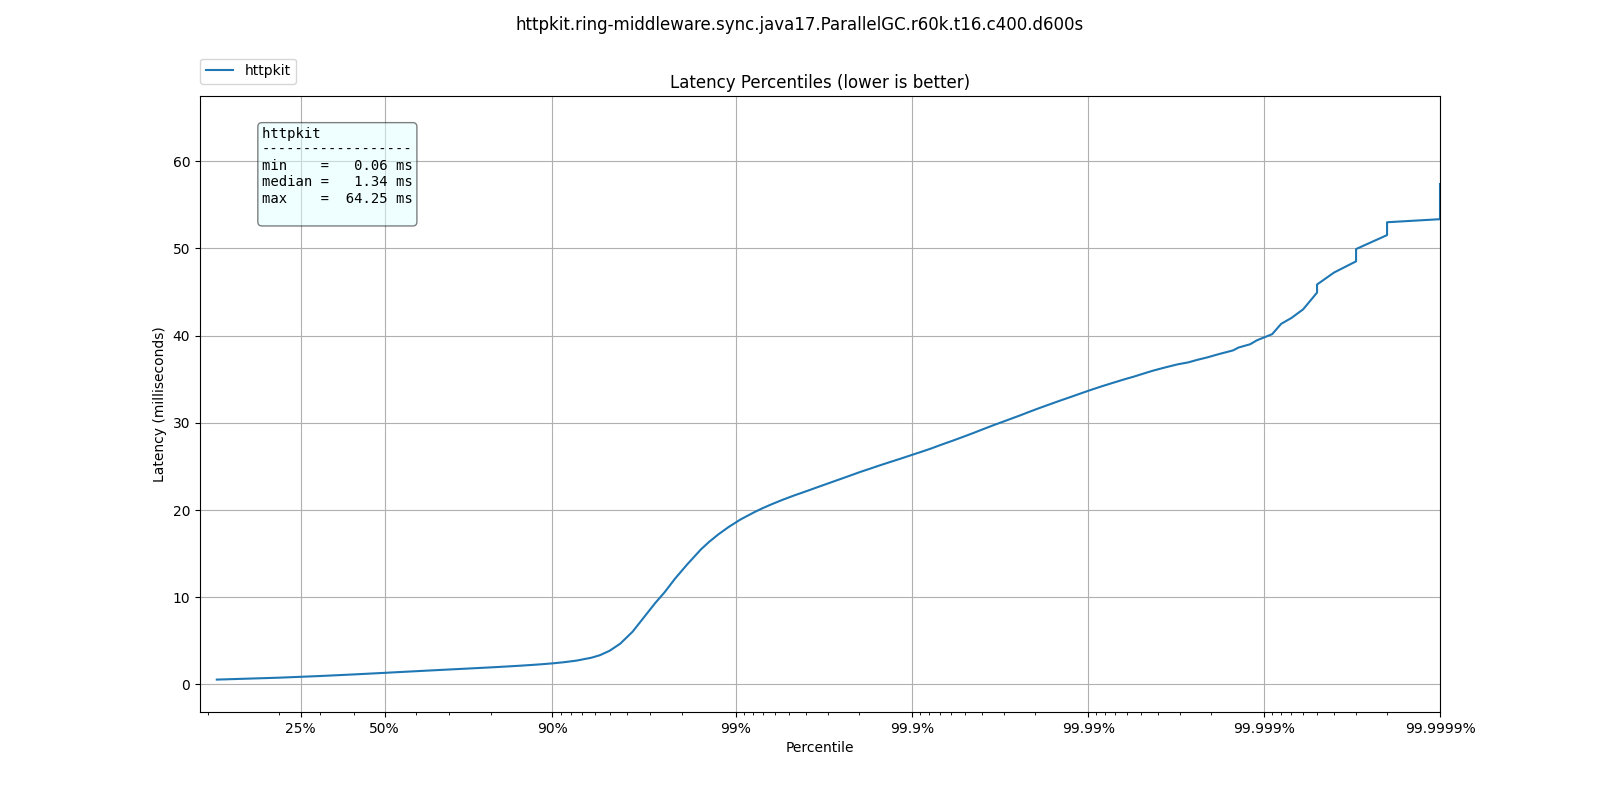 httpkit.ring-middleware.sync.java17.ParallelGC.r60k.t16.c400.d600s
httpkit
Latency Percentiles (lower is better)
httpkit
------------------
min    =   0.06 ms
median =   1.34 ms
max    =  64.25 ms
Latency (milliseconds)
60
50
40
30
20
10
0
25% 50% 90% 99% 99.9% 99.99% 99.999% 99.9999%
Percentile